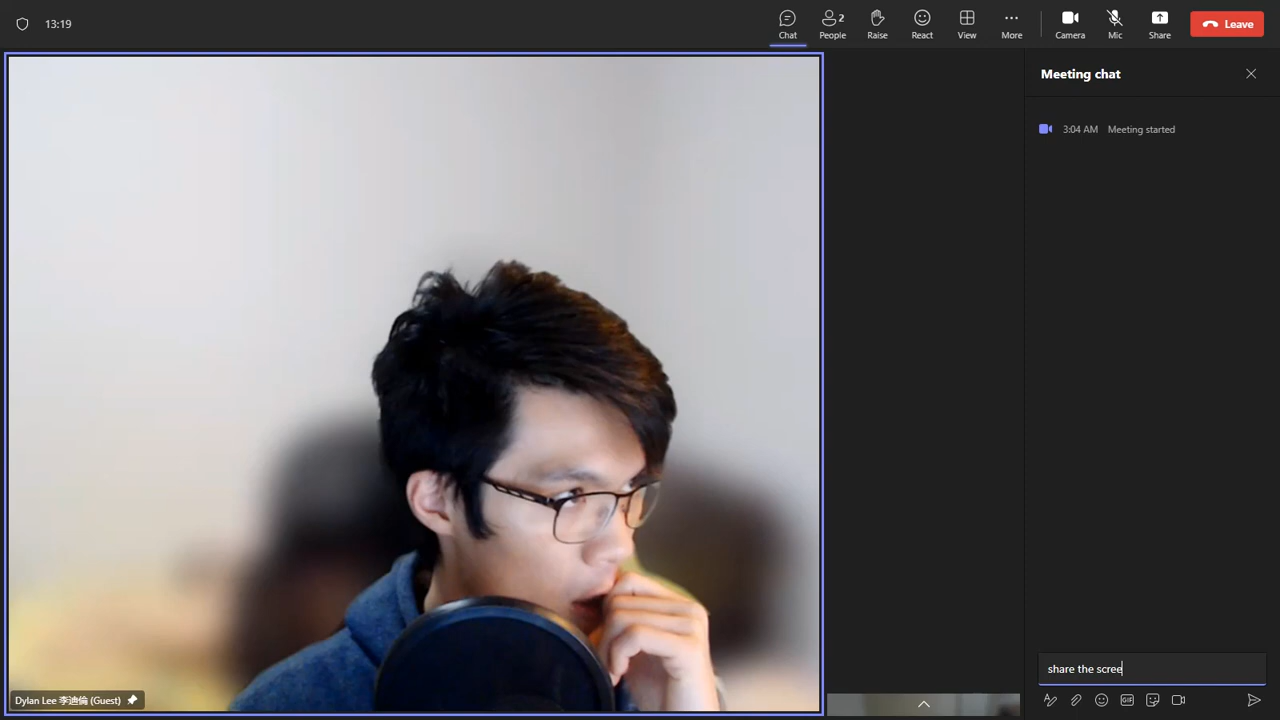 13:19
Chat
2
People
Raise
React
View
More
Camera
Mic
Share
Leave
Meeting chat
3:04 AM Meeting started
share the scree
GIF
Dylan Lee 李迪倫 (Guest)